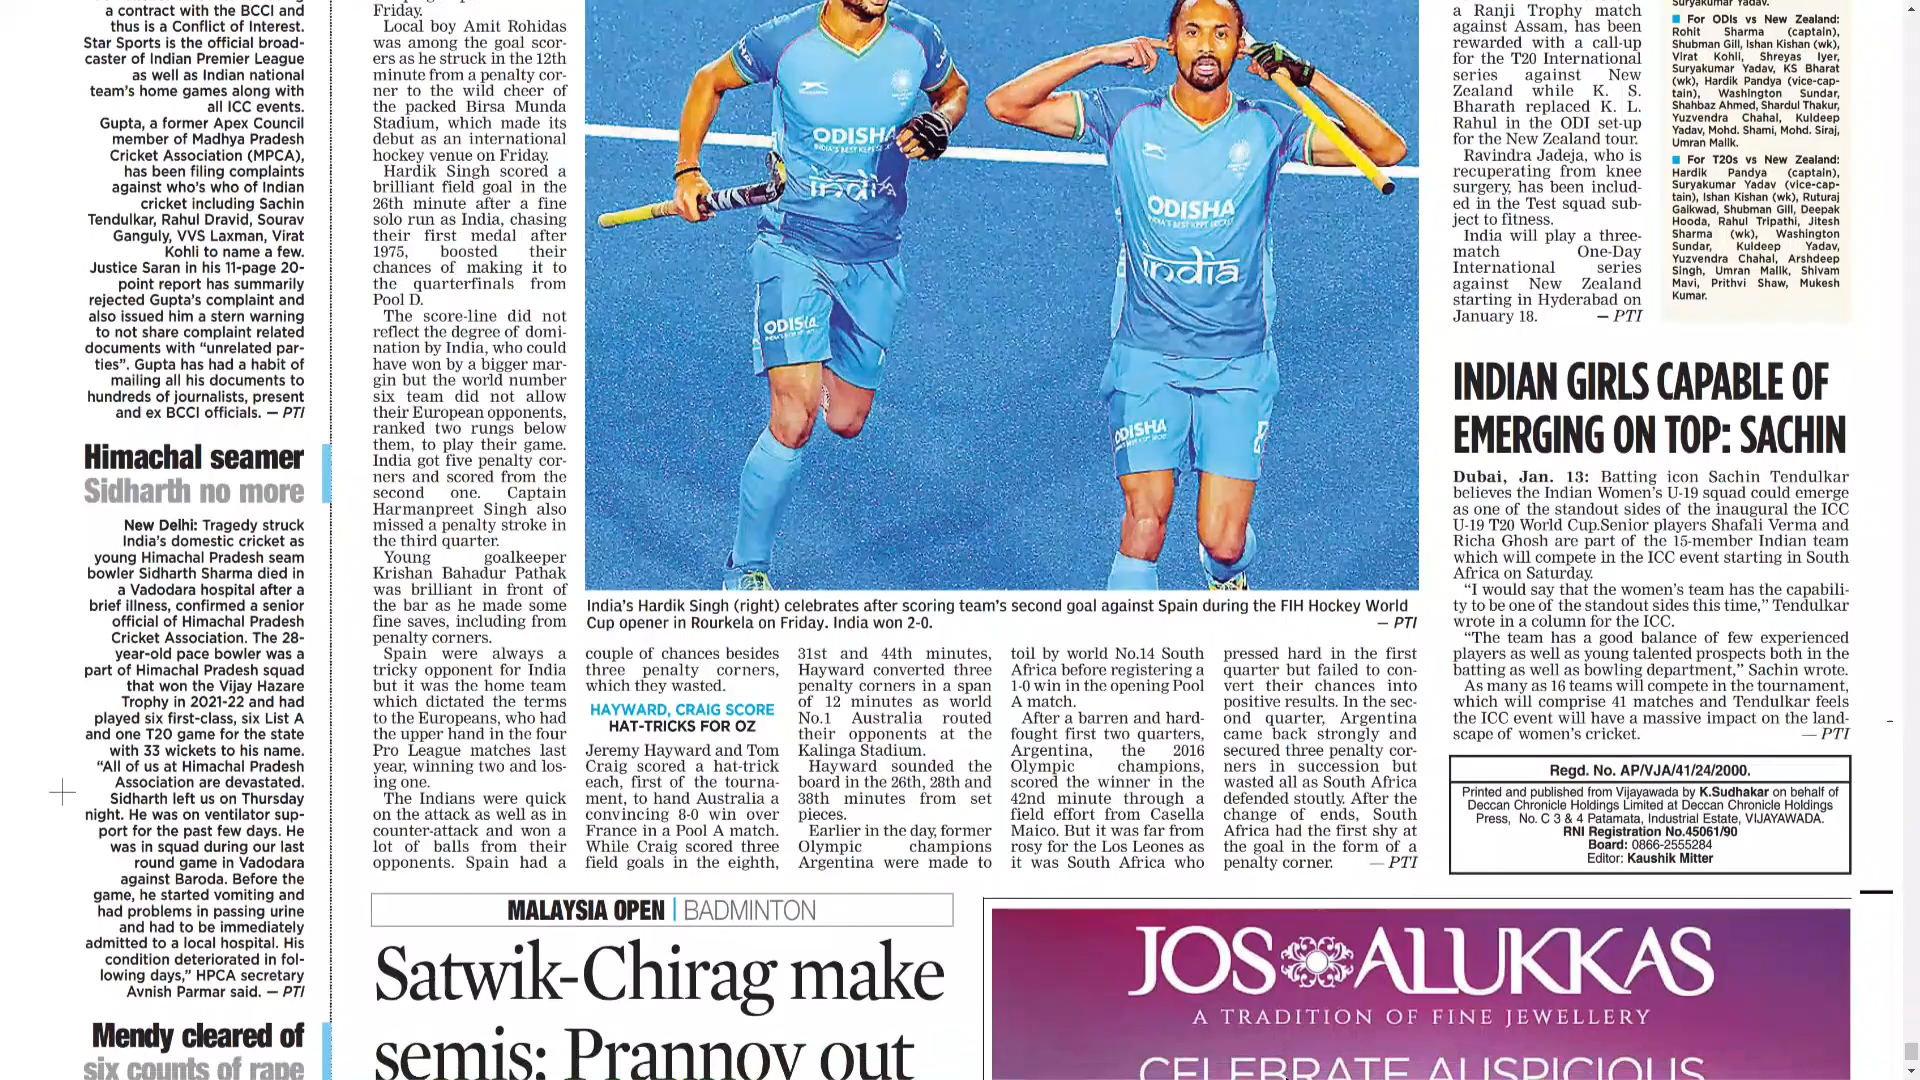 a contract with the BCCI and
thus is a Conflict of Interest.
Star Sports is the official broad-
caster of Indian Premier League
as well as Indian national
team's home games along with
all ICC events.
Gupta, a former Apex Council
member of Madhya Pradesh
Cricket Association (MPCA),
has been filing complaints
against who's who of Indian
cricket including Sachin
Tendulkar, Rahul Dravid, Sourav
Ganguly, VVS Laxman, Virat
Kohli to name a few.
Justice Saran in his 11-page 20-
point report has summarily
rejected Gupta's complaint and
also issued him a stern warning
to not share complaint related
documents with “unrelated par-
ties”. Gupta has had a habit of
mailing all his documents to
hundreds of journalists, present
and ex BCCI officials. — PTI
Himachal seamer
Sidharth no more
New Delhi: Tragedy struck
India's domestic cricket as
young Himachal Pradesh seam
bowler Sidharth Sharma died in
a Vadodara hospital after a
brief illness, confirmed a senior
official of Himachal Pradesh
Cricket Association. The 28-
year-old pace bowler was a
part of Himachal Pradesh squad
that won the Vijay Hazare
Trophy in 2021-22 and had
played six first-class, six List A
and one T20 game for the state
with 33 wickets to his name.
“All of us at Himachal Pradesh
Association are devastated.
Sidharth left us on Thursday
night. He was on ventilator sup-
port for the past few days. He
was in squad during our last
round game in Vadodara
against Baroda. Before the
game, he started vomiting and
had problems in passing urine
and had to be immediately
admitted to a local hospital. His
condition deteriorated in fol-
lowing days,” HPCA secretary
Avnish Parmar said. — PTI
Mendy cleared of
six counts of rape
Friday.
Local boy Amit Rohidas
was among the goal scor-
ers as he struck in the 12th
minute from a penalty cor-
ner to the wild cheer of
the packed Birsa Munda
Stadium, which made its
debut as an international
hockey venue on Friday.
Hardik Singh scored a
brilliant field goal in the
26th minute after a fine
solo run as India, chasing
their first medal after
1975, boosted their
chances of making it to
the quarterfinals from
Pool D.
The score-line did not
reflect the degree of domi-
nation by India, who could
have won by a bigger mar-
gin but the world number
six team did not allow
their European opponents,
ranked two rungs below
them, to play their game.
India got five penalty cor-
ners and scored from the
second one. Captain
Harmanpreet Singh also
missed a penalty stroke in
the third quarter.
Young goalkeeper
Krishan Bahadur Pathak
was brilliant in front of
the bar as he made some
fine saves, including from
penalty corners.
Spain were always a
tricky opponent for India
but it was the home team
which dictated the terms
to the Europeans, who had
the upper hand in the four
Pro League matches last
year, winning two and los-
ing one.
The Indians were quick
on the attack as well as in
counter-attack and won a
lot of balls from their
opponents. Spain had a
ODISHA
INDIA'S BEST KEPT SECRET
india
ODISHA
ODISHA
INDIA'S BEST KEPT SECRET
india
ODISHA
India's Hardik Singh (right) celebrates after scoring team's second goal against Spain during the FIH Hockey World
Cup opener in Rourkela on Friday. India won 2-0. — PTI
couple of chances besides
three penalty corners,
which they wasted.
HAYWARD, CRAIG SCORE
HAT-TRICKS FOR OZ
Jeremy Hayward and Tom
Craig scored a hat-trick
each, first of the tourna-
ment, to hand Australia a
convincing 8-0 win over
France in a Pool A match.
While Craig scored three
field goals in the eighth,
31st and 44th minutes,
Hayward converted three
penalty corners in a span
of 12 minutes as world
No.1 Australia routed
their opponents at the
Kalinga Stadium.
Hayward sounded the
board in the 26th, 28th and
38th minutes from set
pieces.
Earlier in the day, former
Olympic champions
Argentina were made to
toil by world No.14 South
Africa before registering a
1-0 win in the opening Pool
A match.
After a barren and hard-
fought first two quarters,
Argentina, the 2016
Olympic champions,
scored the winner in the
42nd minute through a
field effort from Casella
Maico. But it was far from
rosy for the Los Leones as
it was South Africa who
pressed hard in the first
quarter but failed to con-
vert their chances into
positive results. In the sec-
ond quarter, Argentina
came back strongly and
secured three penalty cor-
ners in succession but
wasted all as South Africa
defended stoutly. After the
change of ends, South
Africa had the first shy at
the goal in the form of a
penalty corner. — PTI
a Ranji Trophy match
against Assam, has been
rewarded with a call-up
for the T20 International
series against New
Zealand while K. S.
Bharath replaced K. L.
Rahul in the ODI set-up
for the New Zealand tour.
Ravindra Jadeja, who is
recuperating from knee
surgery, has been includ-
ed in the Test squad sub-
ject to fitness.
India will play a three-
match One-Day
International series
against New Zealand
starting in Hyderabad on
January 18. — PTI
Suryakumar Yadav.
For ODIs vs New Zealand:
Rohit Sharma (captain),
Shubman Gill, Ishan Kishan (wk),
Virat Kohli, Shreyas Iyer,
Suryakumar Yadav, KS Bharat
(wk), Hardik Pandya (vice-cap-
tain), Washington Sundar,
Shahbaz Ahmed, Shardul Thakur,
Yuzvendra Chahal, Kuldeep
Yadav, Mohd. Shami, Mohd. Siraj,
Umran Malik.
For T20s vs New Zealand:
Hardik Pandya (captain),
Suryakumar Yadav (vice-cap-
tain), Ishan Kishan (wk), Ruturaj
Gaikwad, Shubman Gill, Deepak
Hooda, Rahul Tripathi, Jitesh
Sharma (wk), Washington
Sundar, Kuldeep Yadav,
Yuzvendra Chahal, Arshdeep
Singh, Umran Malik, Shivam
Mavi, Prithvi Shaw, Mukesh
Kumar.
INDIAN GIRLS CAPABLE OF
EMERGING ON TOP: SACHIN
Dubai, Jan. 13: Batting icon Sachin Tendulkar
believes the Indian Women's U-19 squad could emerge
as one of the standout sides of the inaugural the ICC
U-19 T20 World Cup.Senior players Shafali Verma and
Richa Ghosh are part of the 15-member Indian team
which will compete in the ICC event starting in South
Africa on Saturday.
“I would say that the women's team has the capabili-
ty to be one of the standout sides this time,” Tendulkar
wrote in a column for the ICC.
“The team has a good balance of few experienced
players as well as young talented prospects both in the
batting as well as bowling department,” Sachin wrote.
As many as 16 teams will compete in the tournament,
which will comprise 41 matches and Tendulkar feels
the ICC event will have a massive impact on the land-
scape of women's cricket. — PTI
Regd. No. AP/VJA/41/24/2000.
Printed and published from Vijayawada by K.Sudhakar on behalf of
Deccan Chronicle Holdings Limited at Deccan Chronicle Holdings
Press, No. C 3 & 4 Patamata, Industrial Estate, VIJAYAWADA.
RNI Registration No.45061/90
Board: 0866-2555284
Editor: Kaushik Mitter
MALAYSIA OPEN | BADMINTON
Satwik-Chirag make
semis; Prannoy out
JOS ALUKKAS
A TRADITION OF FINE JEWELLERY
CELEBRATE AUSPICIOUS